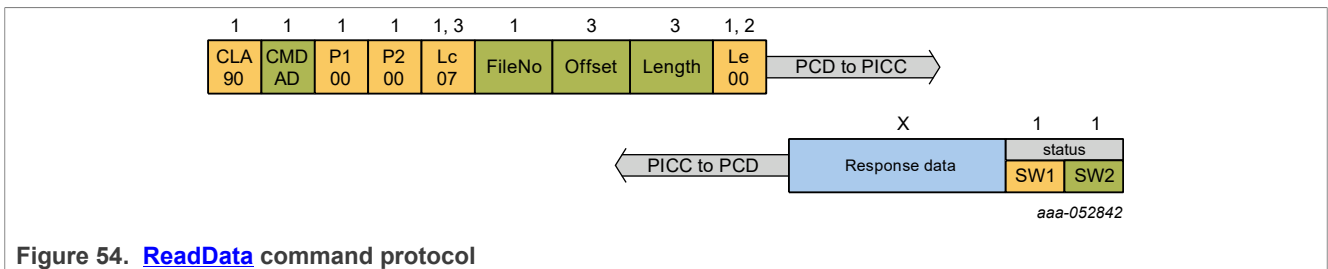 1 1 1 1 1, 3 1 3 3 1, 2
CLA CMD P1 P2 Lc FileNo Offset Length Le PCD to PICC
90 AD 00 00 07 00
X 1 1
PICC to PCD Response data status
SW1 SW2
aaa-052842
Figure 54. ReadData command protocol